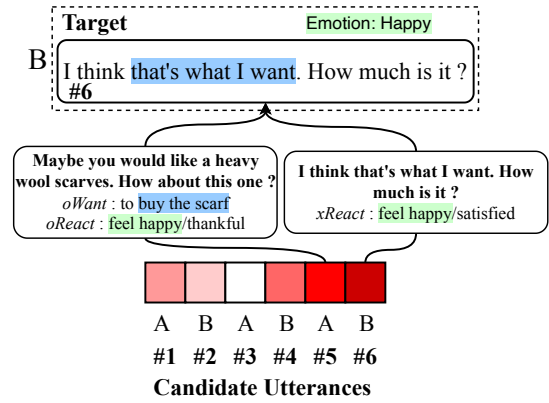 Target
Emotion: Happy
B
I think that's what I want. How much is it ?
#6
Maybe you would like a heavy
wool scarves. How about this one ?
oWant : to buy the scarf
oReact : feel happy/thankful
I think that's what I want. How
much is it ?
xReact : feel happy/satisfied
A B A B A B
#1 #2 #3 #4 #5 #6
Candidate Utterances